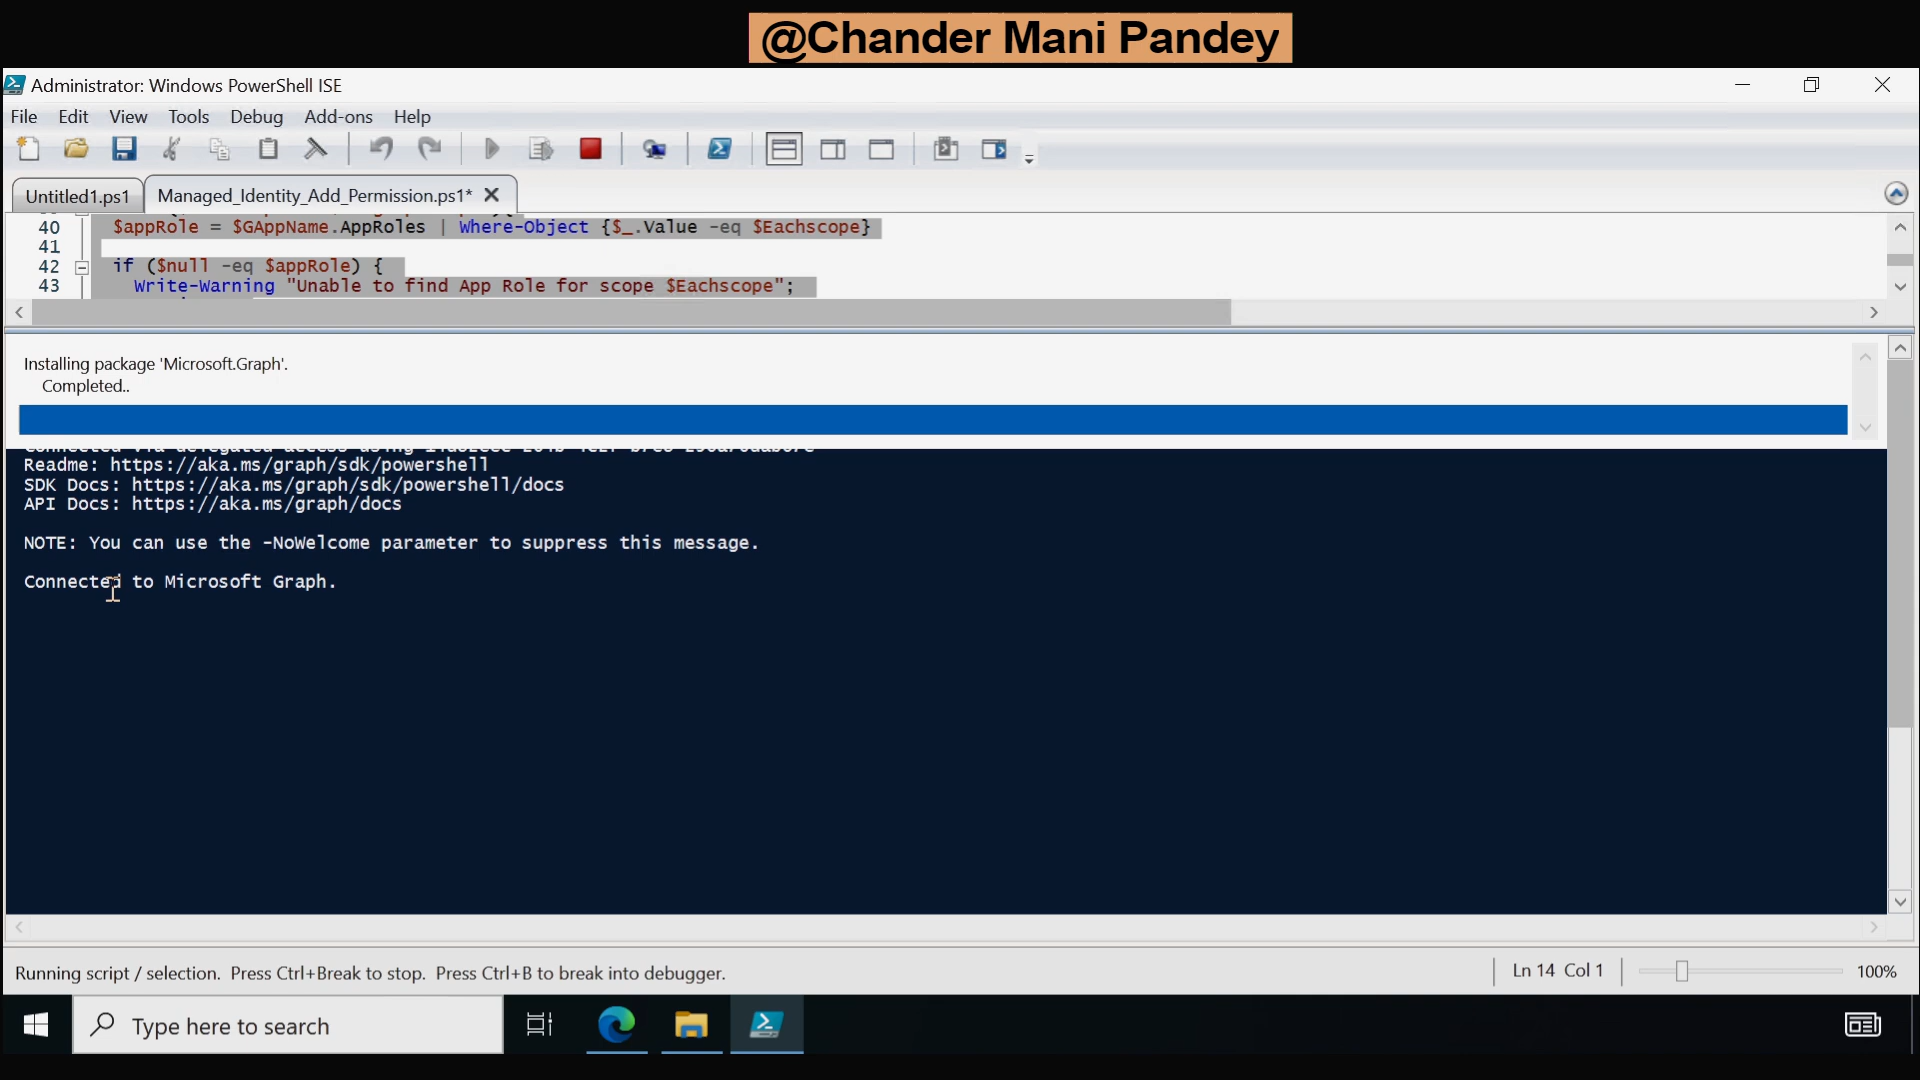 @Chander Mani Pandey
Administrator: Windows PowerShell ISE
File Edit View Tools Debug Add-ons Help
Untitled1.ps1 Managed_Identity_Add_Permission.ps1*
40 $appRole = $GAppName.AppRoles | Where-Object {$_.Value -eq $Eachscope}
41
42 if ($null -eq $appRole) {
43 Write-Warning "Unable to find App Role for scope $Eachscope";
Installing package 'Microsoft.Graph'.
Completed..
Connected via delegated access using
Readme: https://aka.ms/graph/sdk/powershell
SDK Docs: https://aka.ms/graph/sdk/powershell/docs
API Docs: https://aka.ms/graph/docs
NOTE: You can use the -NoWelcome parameter to suppress this message.
Connected to Microsoft Graph.
Running script / selection. Press Ctrl+Break to stop. Press Ctrl+B to break into debugger.
Ln 14 Col 1
100%
Type here to search